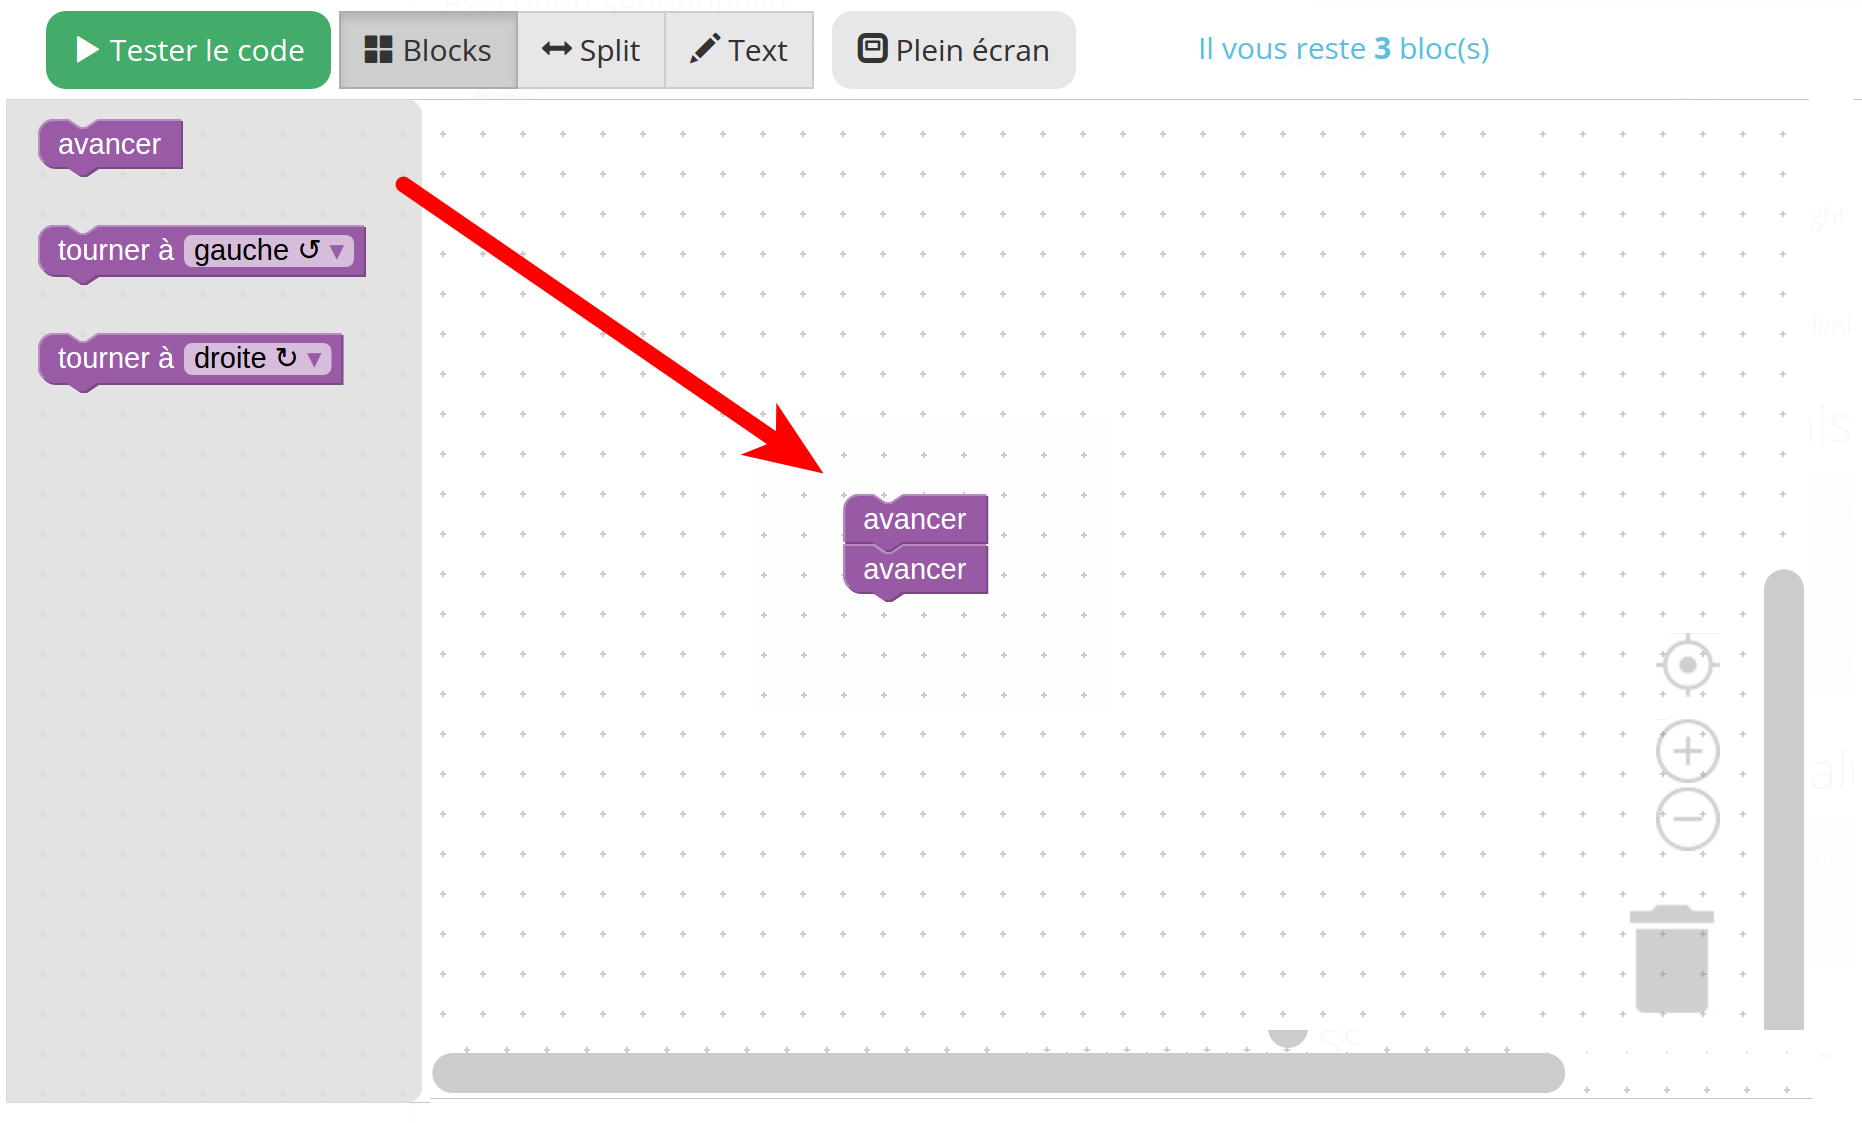 Tester le code Blocks Split Text Plein écran Il vous reste 3 bloc(s)
avancer
tourner à gauche ↺ ▼
tourner à droite ↻ ▼
avancer
avancer